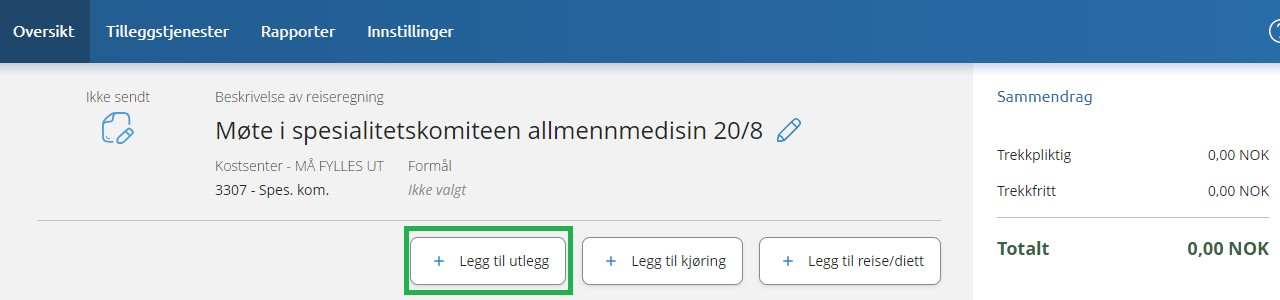 Oversikt Tilleggstjenester Rapporter Innstillinger
Ikke sendt
Beskrivelse av reiseregning
Møte i spesialitetskomiteen allmennmedisin 20/8
Kostsenter - MÅ FYLLES UT Formål
3307 - Spes. kom. Ikke valgt
+ Legg til utlegg + Legg til kjøring + Legg til reise/diett
Sammendrag
Trekkpliktig 0,00 NOK
Trekkfritt 0,00 NOK
Totalt 0,00 NOK